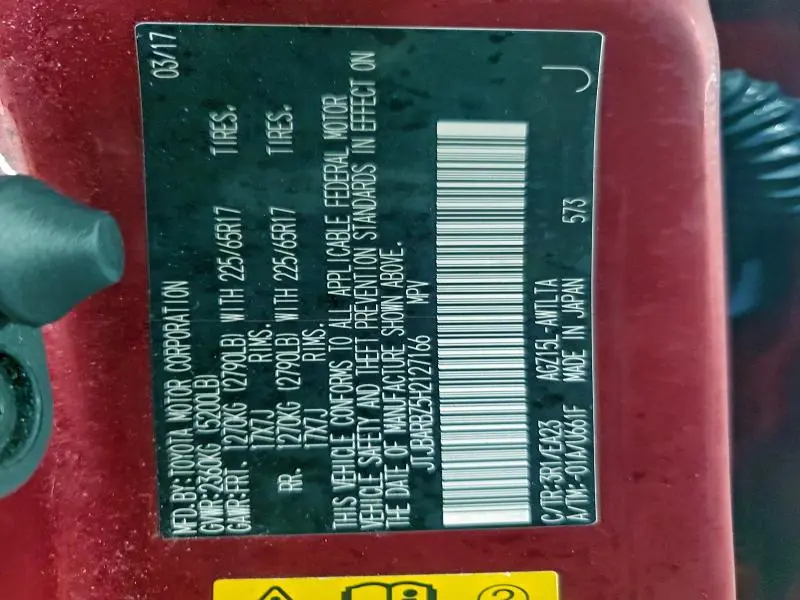 MFD.BY:TOYOTA MOTOR CORPORATION 03/17
GVWR:2360KG (5200LB)
GAWR:FRT. 1270KG (2790LB) WITH 225/65R17 TIRES.
17X7J RIMS.
RR. 1270KG (2790LB) WITH 225/65R17 TIRES.
17X7J RIMS.
THIS VEHICLE CONFORMS TO ALL APPLICABLE FEDERAL MOTOR
VEHICLE SAFETY AND THEFT PREVENTION STANDARDS IN EFFECT ON
THE DATE OF MANUFACTURE SHOWN ABOVE.
JTJBARBZ5H2127166 MPV
C/TR:3R1/EA23 AGZ15L-AWTLTA
A/TM:-01A/U661F MADE IN JAPAN 573 J